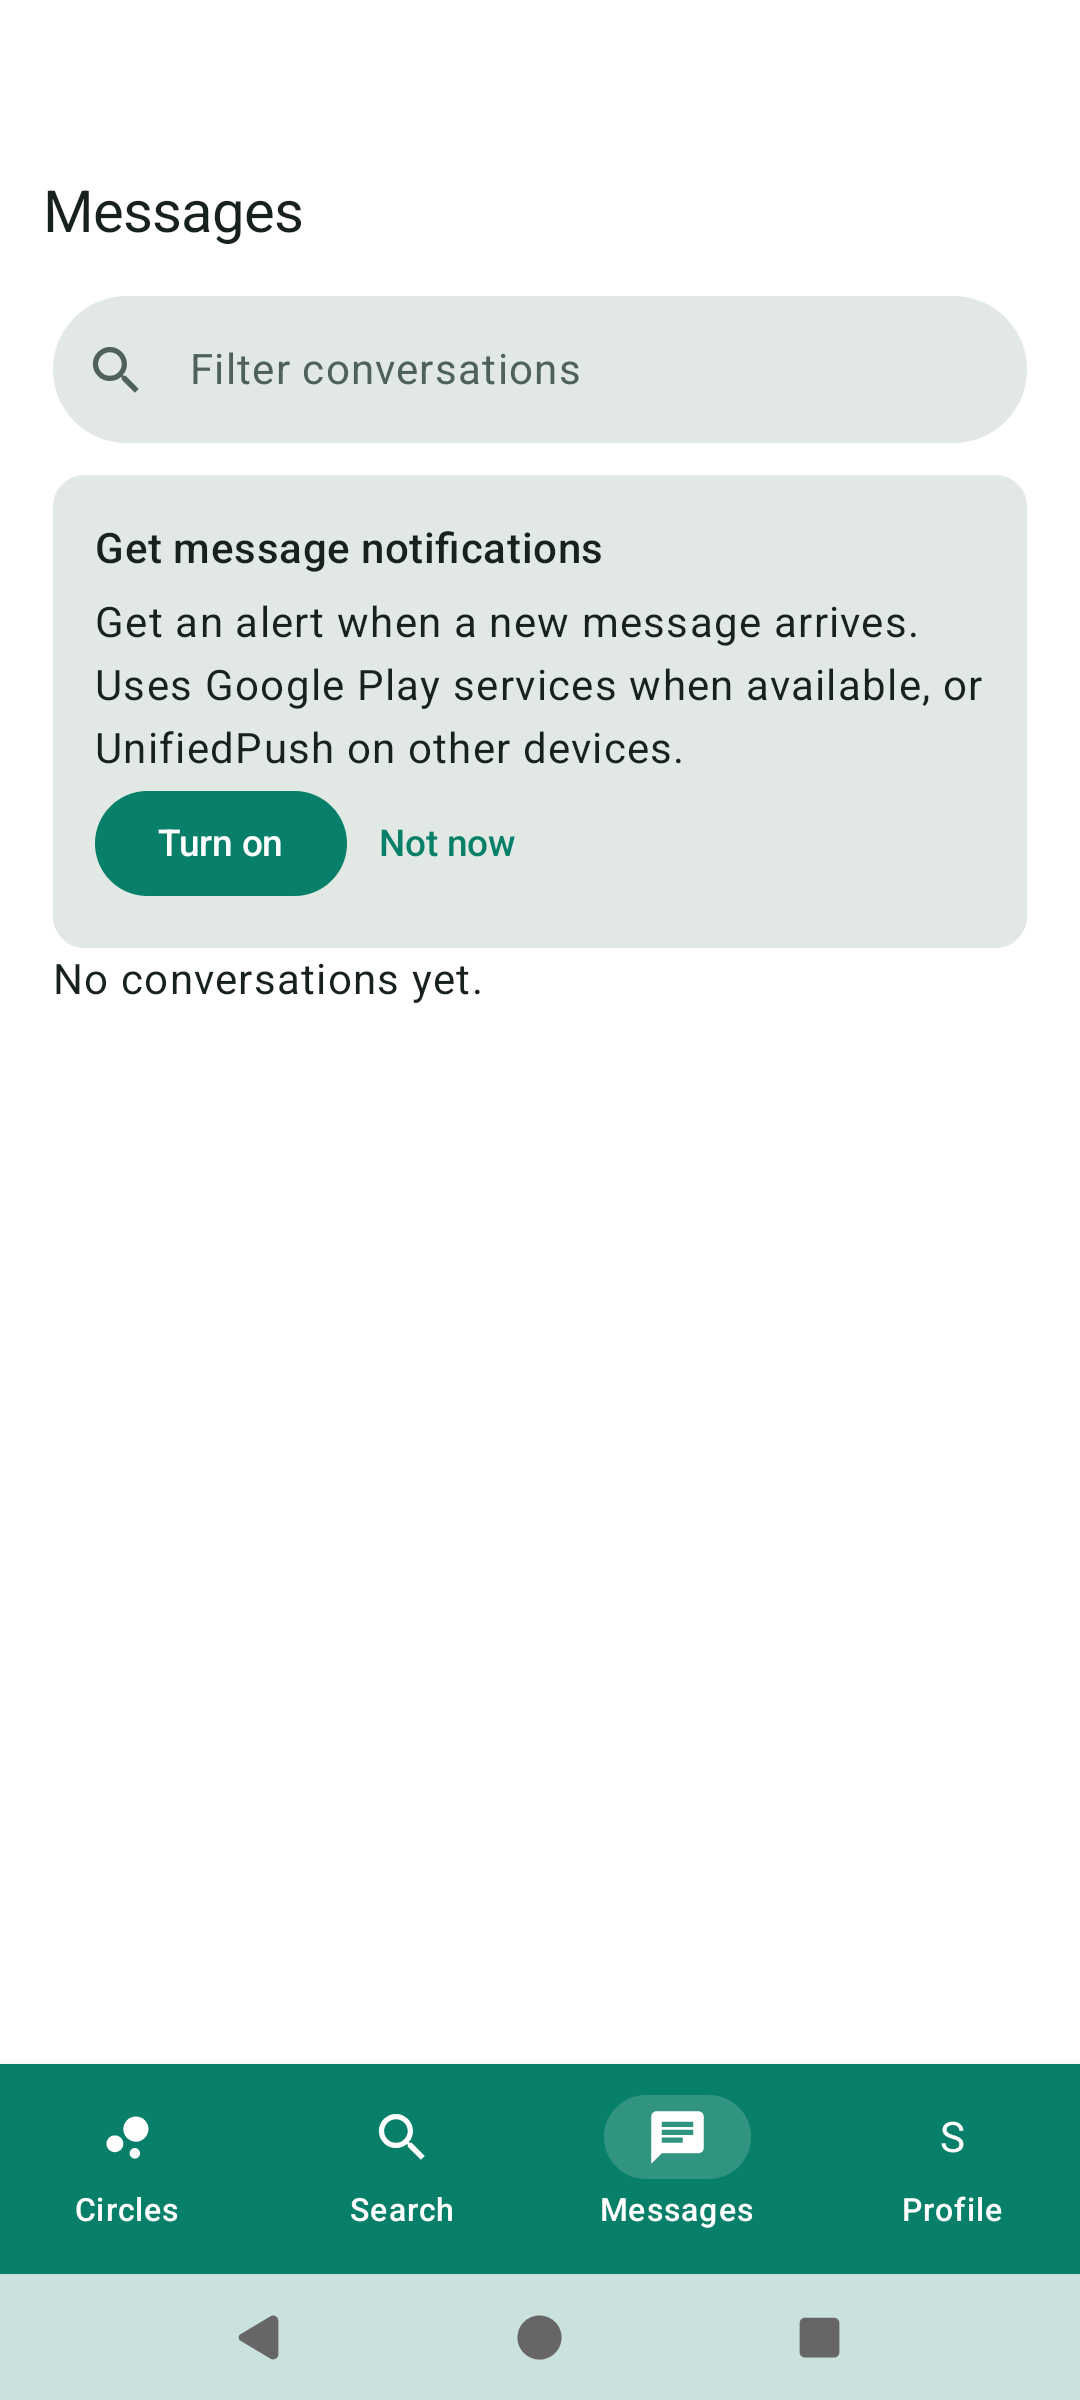 Messages
Filter conversations
Get message notifications
Get an alert when a new message arrives.
Uses Google Play services when available, or
UnifiedPush on other devices.
Turn on Not now
No conversations yet.
S
Circles Search Messages Profile